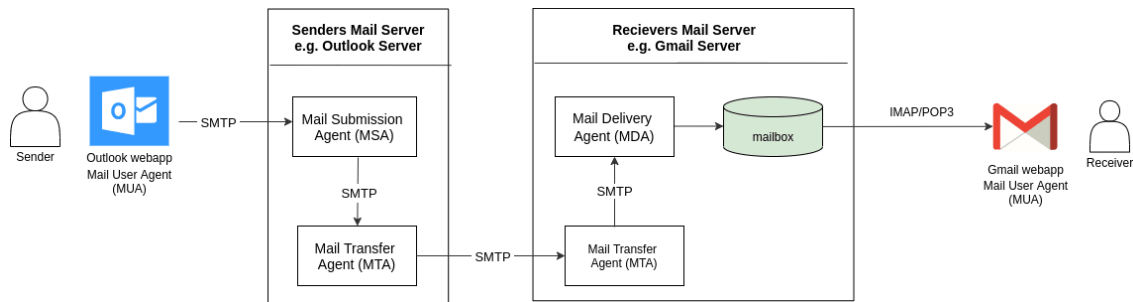 Senders Mail Server
e.g. Outlook Server
Recievers Mail Server
e.g. Gmail Server
Sender
O
Outlook webapp
Mail User Agent
(MUA)
SMTP
Mail Submission
Agent (MSA)
SMTP
Mail Transfer
Agent (MTA)
SMTP
Mail Transfer
Agent (MTA)
SMTP
Mail Delivery
Agent (MDA)
mailbox
IMAP/POP3
Gmail webapp
Mail User Agent
(MUA)
Receiver